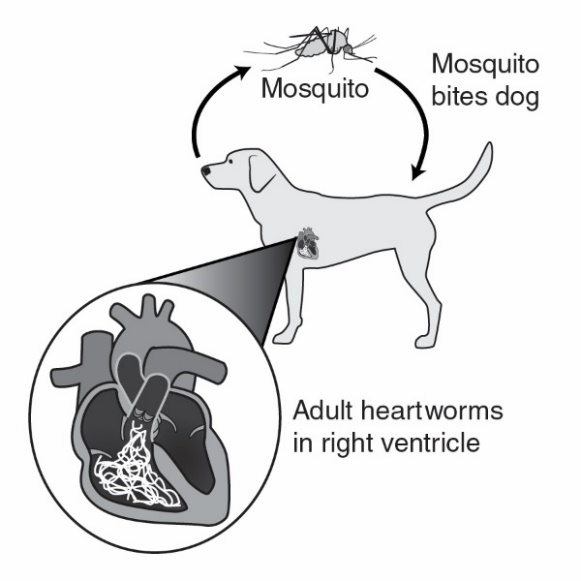 Mosquito
Mosquito
bites dog
Adult heartworms
in right ventricle